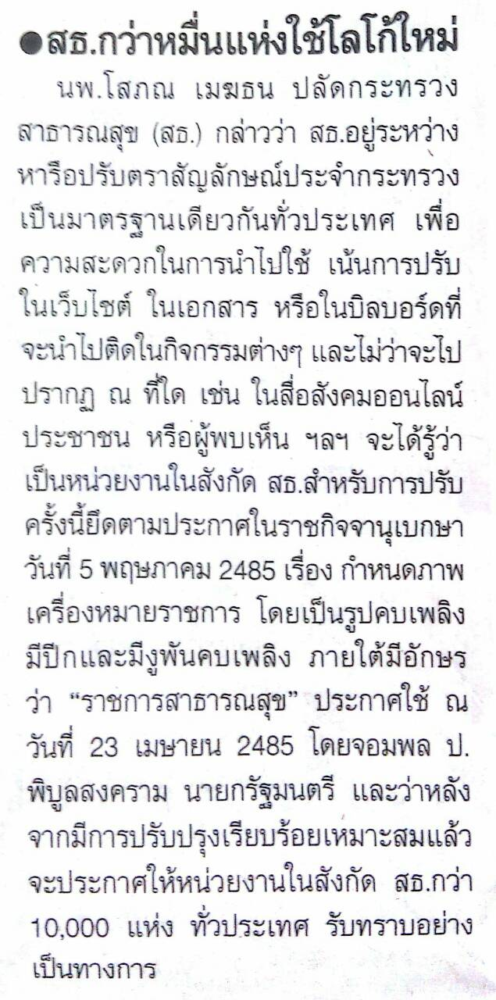 ●สธ.กว่าหมื่นแห่งใช้โลโก้ใหม่
นพ.โสภณ เมฆธน ปลัดกระทรวง
สาธารณสุข (สธ.) กล่าวว่า สธ.อยู่ระหว่าง
หารือปรับตราสัญลักษณ์ประจำกระทรวง
เป็นมาตรฐานเดียวกันทั่วประเทศ เพื่อ
ความสะดวกในการนำไปใช้ เน้นการปรับ
ในเว็บไซต์ ในเอกสาร หรือในบิลบอร์ดที่
จะนำไปติดในกิจกรรมต่างๆ และไม่ว่าจะไป
ปรากฏ ณ ที่ใด เช่น ในสื่อสังคมออนไลน์
ประชาชน หรือผู้พบเห็น ฯลฯ จะได้รู้ว่า
เป็นหน่วยงานในสังกัด สธ.สำหรับการปรับ
ครั้งนี้ยึดตามประกาศในราชกิจจานุเบกษา
วันที่ 5 พฤษภาคม 2485 เรื่อง กำหนดภาพ
เครื่องหมายราชการ โดยเป็นรูปคบเพลิง
มีปีกและมีงูพันคบเพลิง ภายใต้มีอักษร
ว่า “ราชการสาธารณสุข” ประกาศใช้ ณ
วันที่ 23 เมษายน 2485 โดยจอมพล ป.
พิบูลสงคราม นายกรัฐมนตรี และว่าหลัง
จากมีการปรับปรุงเรียบร้อยเหมาะสมแล้ว
จะประกาศให้หน่วยงานในสังกัด สธ.กว่า
10,000 แห่ง ทั่วประเทศ รับทราบอย่าง
เป็นทางการ